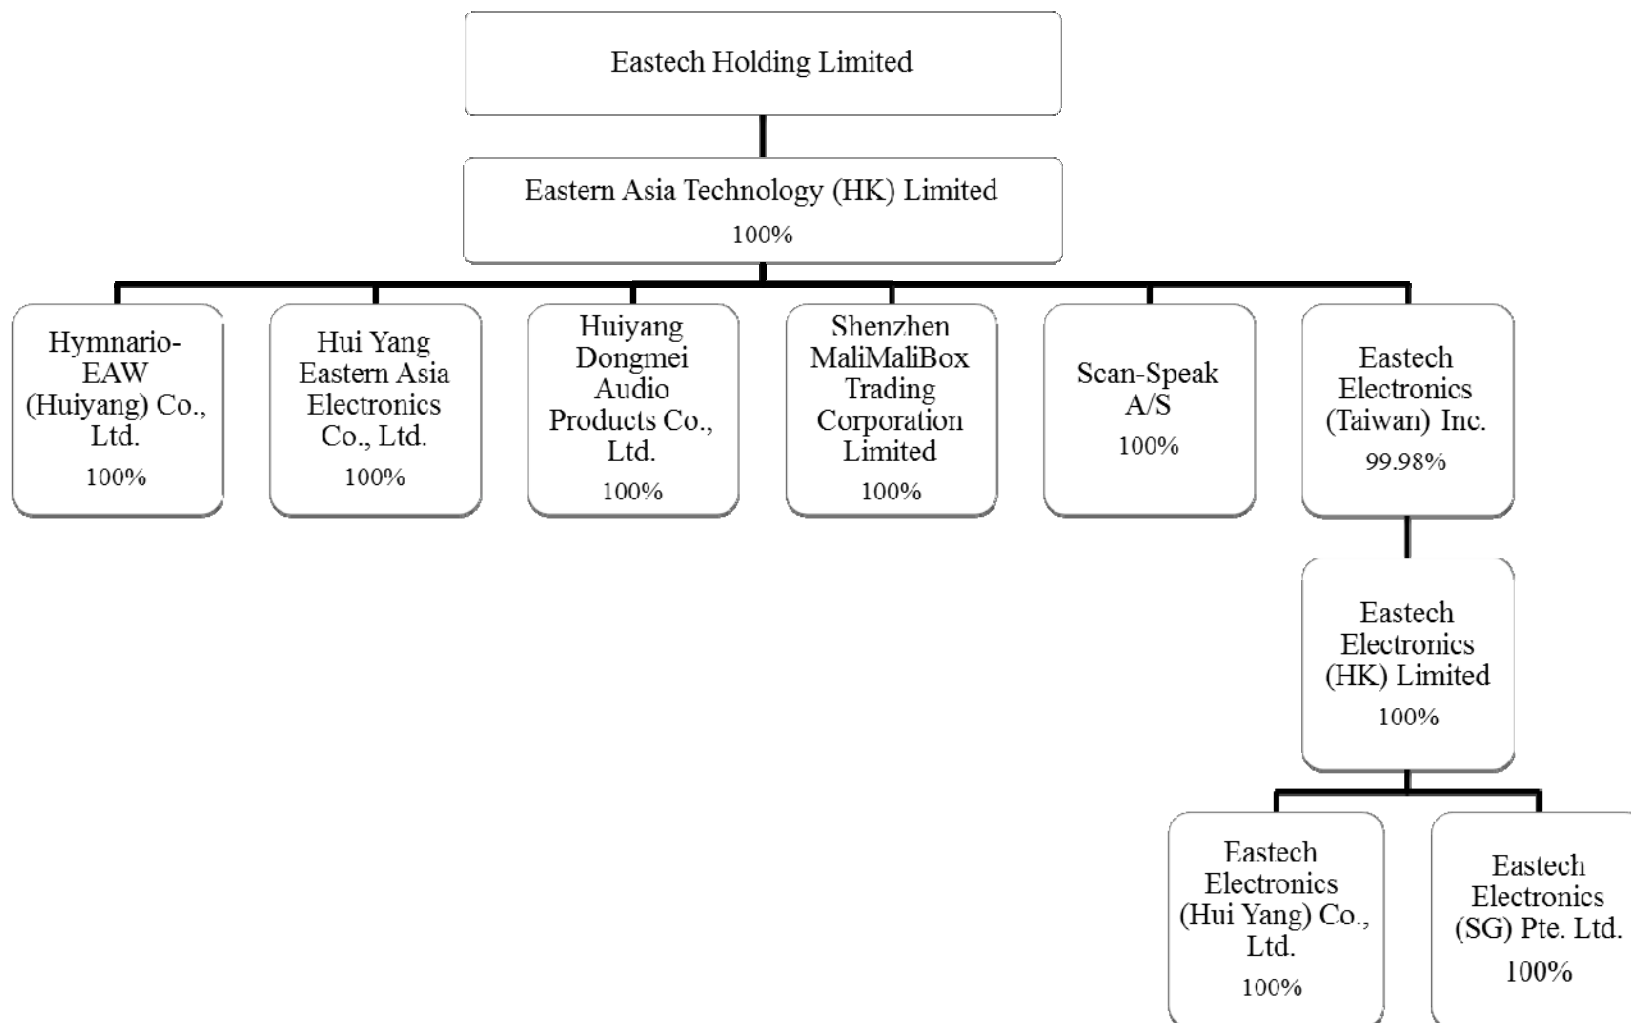 Eastech Holding Limited
Eastern Asia Technology (HK) Limited
100%
Hymnario-
EAW
(Huiyang) Co.,
Ltd.
100%
Hui Yang
Eastern Asia
Electronics
Co., Ltd.
100%
Huiyang
Dongmei
Audio
Products Co.,
Ltd.
100%
Shenzhen
MaliMaliBox
Trading
Corporation
Limited
100%
Scan-Speak
A/S
100%
Eastech
Electronics
(Taiwan) Inc.
99.98%
Eastech
Electronics
(HK) Limited
100%
Eastech
Electronics
(Hui Yang) Co.,
Ltd.
100%
Eastech
Electronics
(SG) Pte. Ltd.
100%